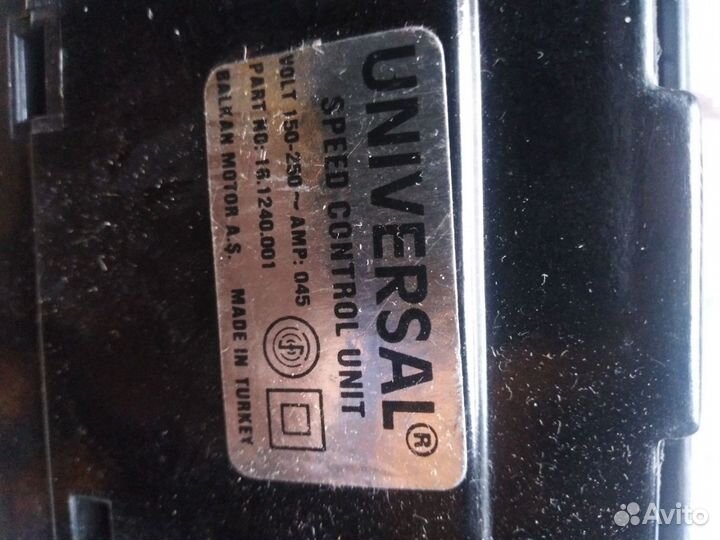 UNIVERSAL®
SPEED CONTROL UNIT
VOLT 150-250~ AMP: 045
PART NO: 16.1240.001
BALKAN MOTOR A.Ş. MADE IN TURKEY
Avito